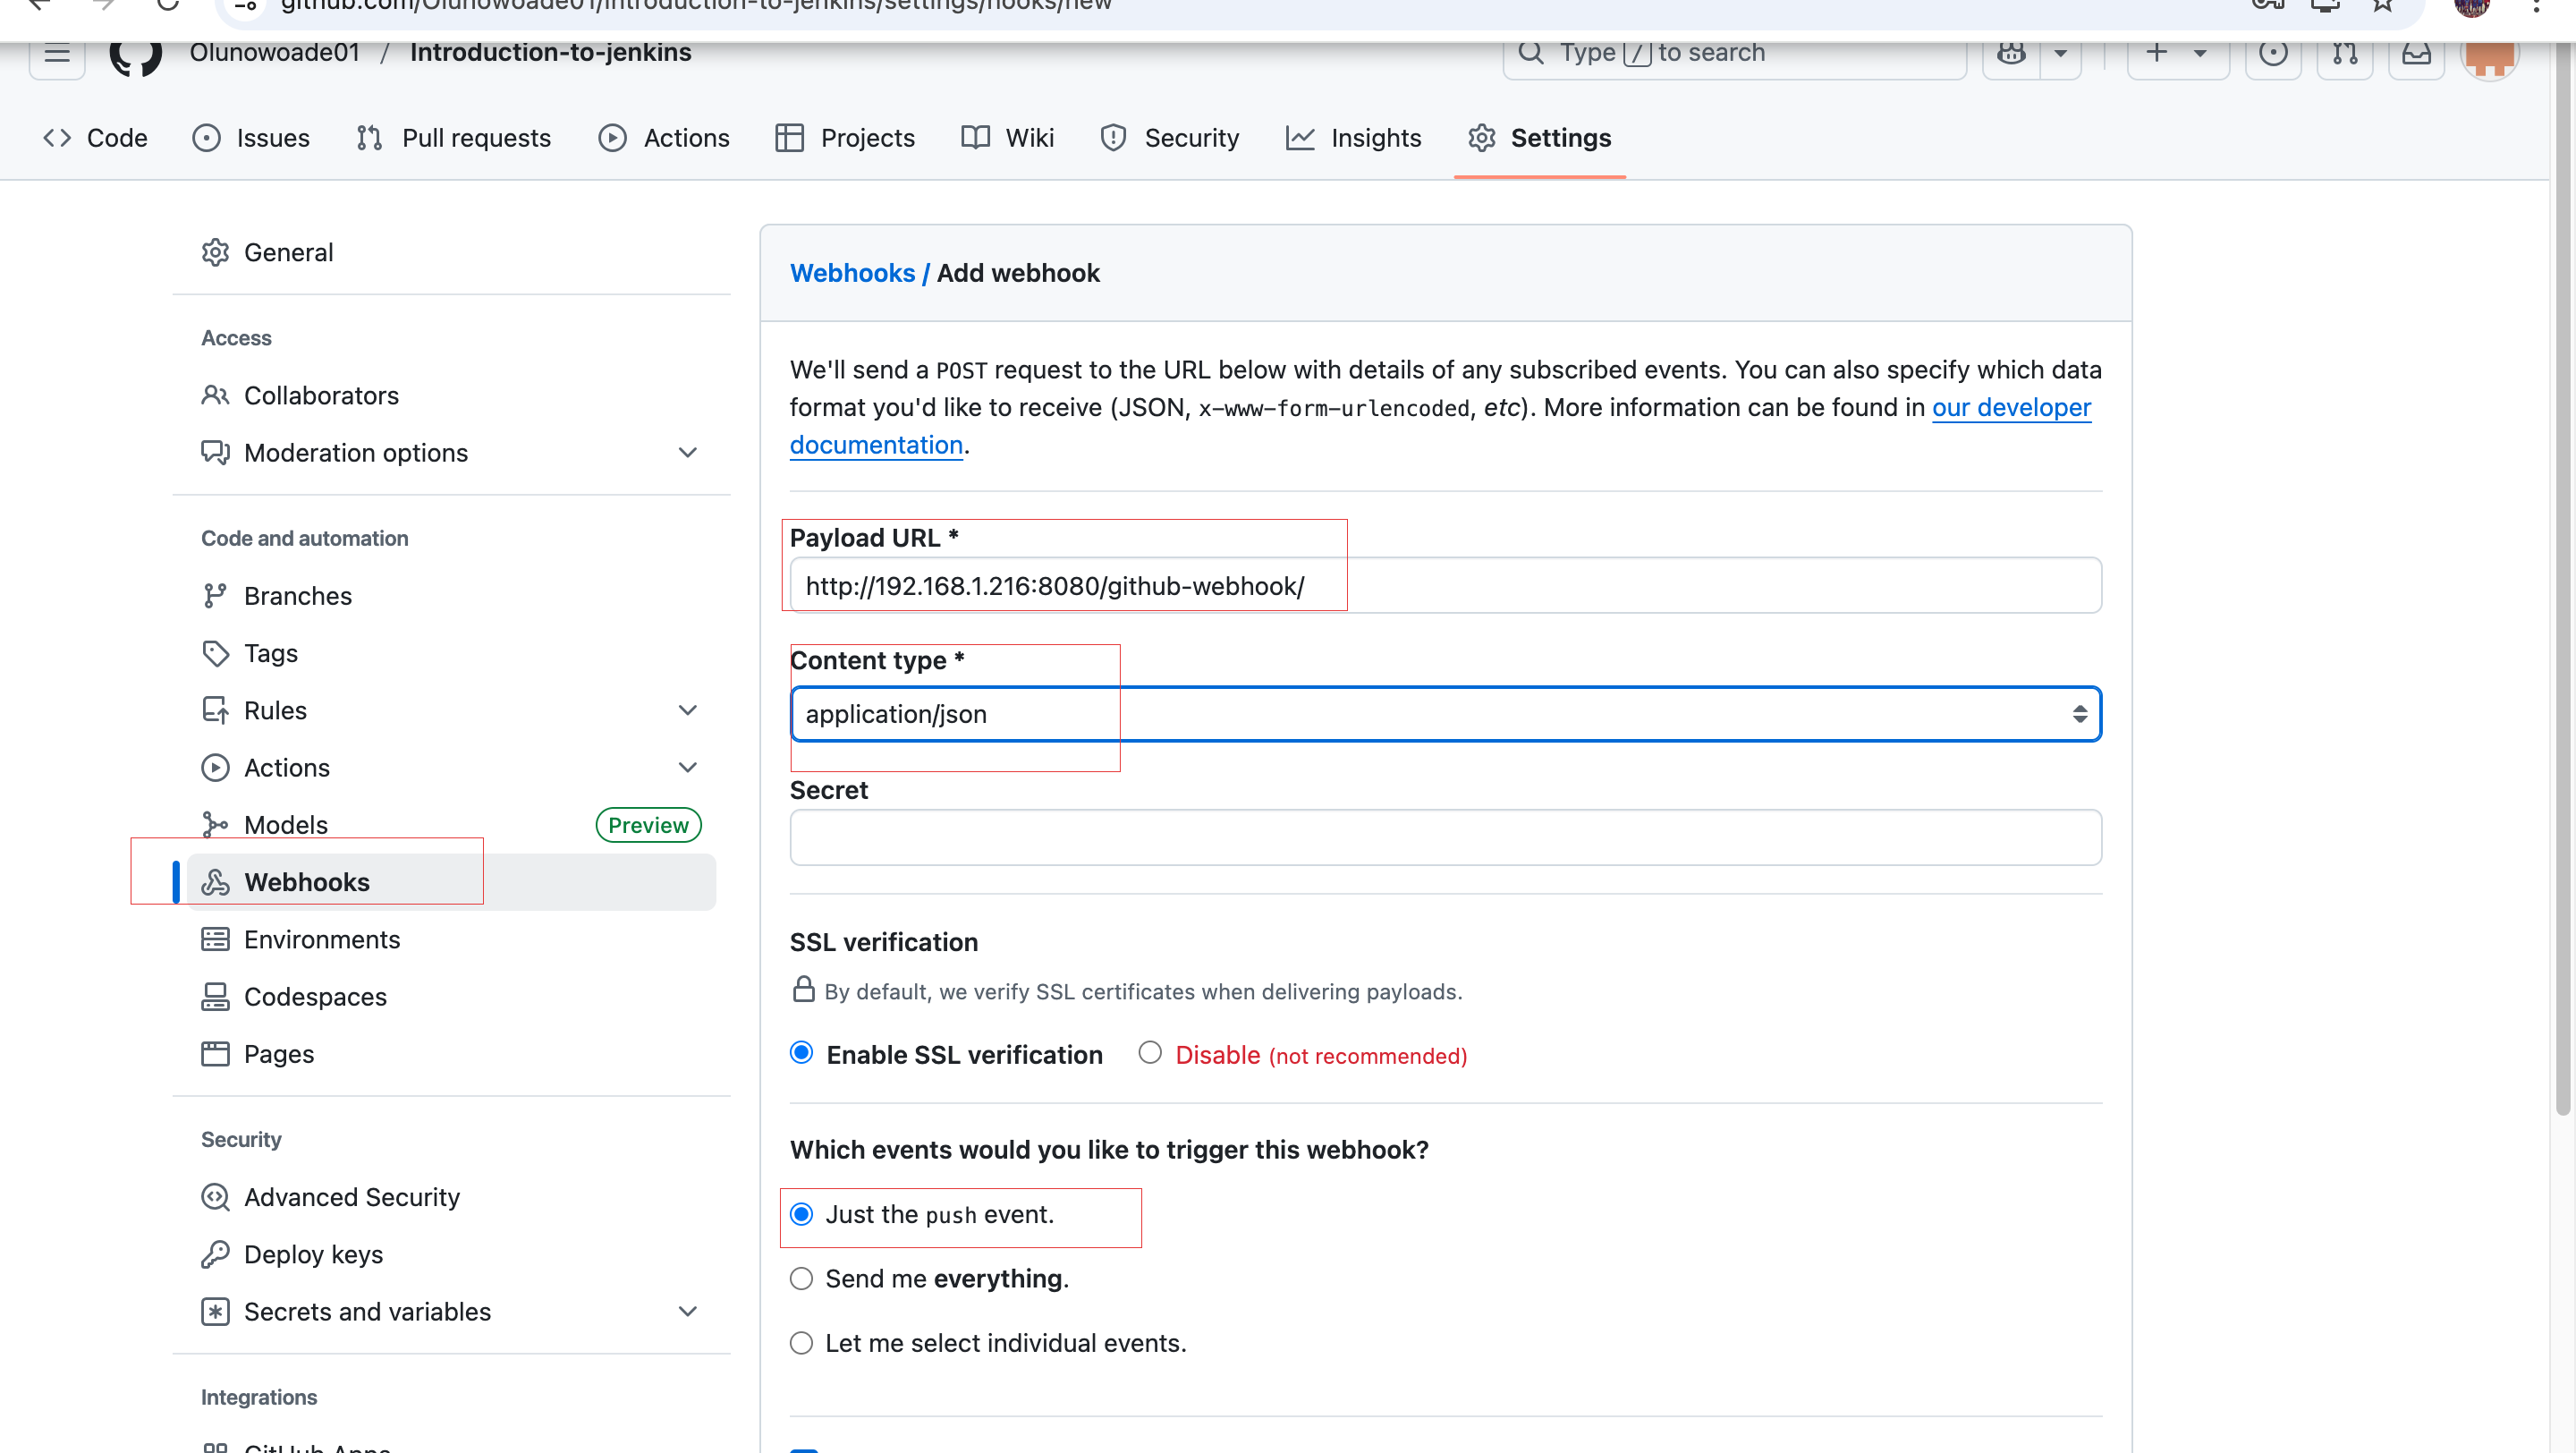 github.com/Olunowoade01/Introduction-to-jenkins/settings/hooks/new
Olunowoade01 / Introduction-to-jenkins
Type / to search
Code Issues Pull requests Actions Projects Wiki Security Insights Settings
General
Access
Collaborators
Moderation options
Code and automation
Branches
Tags
Rules
Actions
Models Preview
Webhooks
Environments
Codespaces
Pages
Security
Advanced Security
Deploy keys
Secrets and variables
Integrations
GitHub Apps
Webhooks / Add webhook
We'll send a POST request to the URL below with details of any subscribed events. You can also specify which data
format you'd like to receive (JSON, x-www-form-urlencoded, etc). More information can be found in our developer
documentation.
Payload URL *
http://192.168.1.216:8080/github-webhook/
Content type *
application/json
Secret
SSL verification
By default, we verify SSL certificates when delivering payloads.
Enable SSL verification Disable (not recommended)
Which events would you like to trigger this webhook?
Just the push event.
Send me everything.
Let me select individual events.